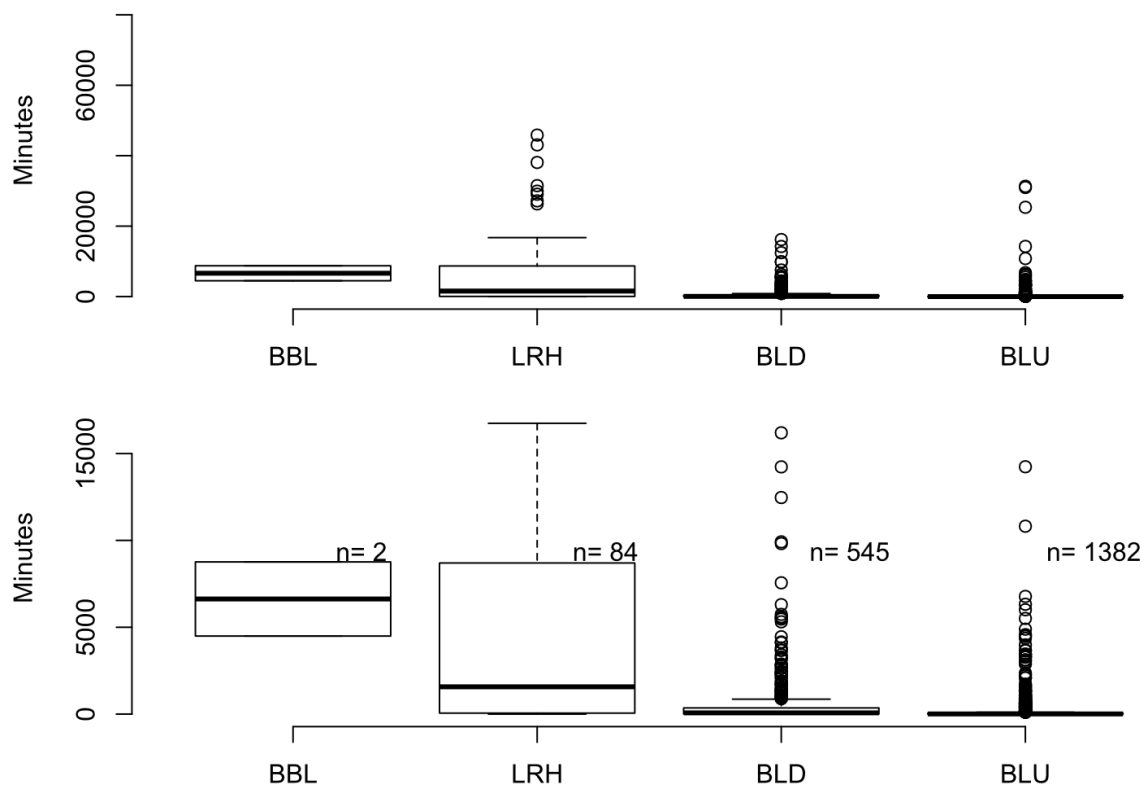 Minutes
60000
20000
0
BBL LRH BLD BLU
Minutes
15000
5000
0
n= 2 n= 84 n= 545 n= 1382
BBL LRH BLD BLU